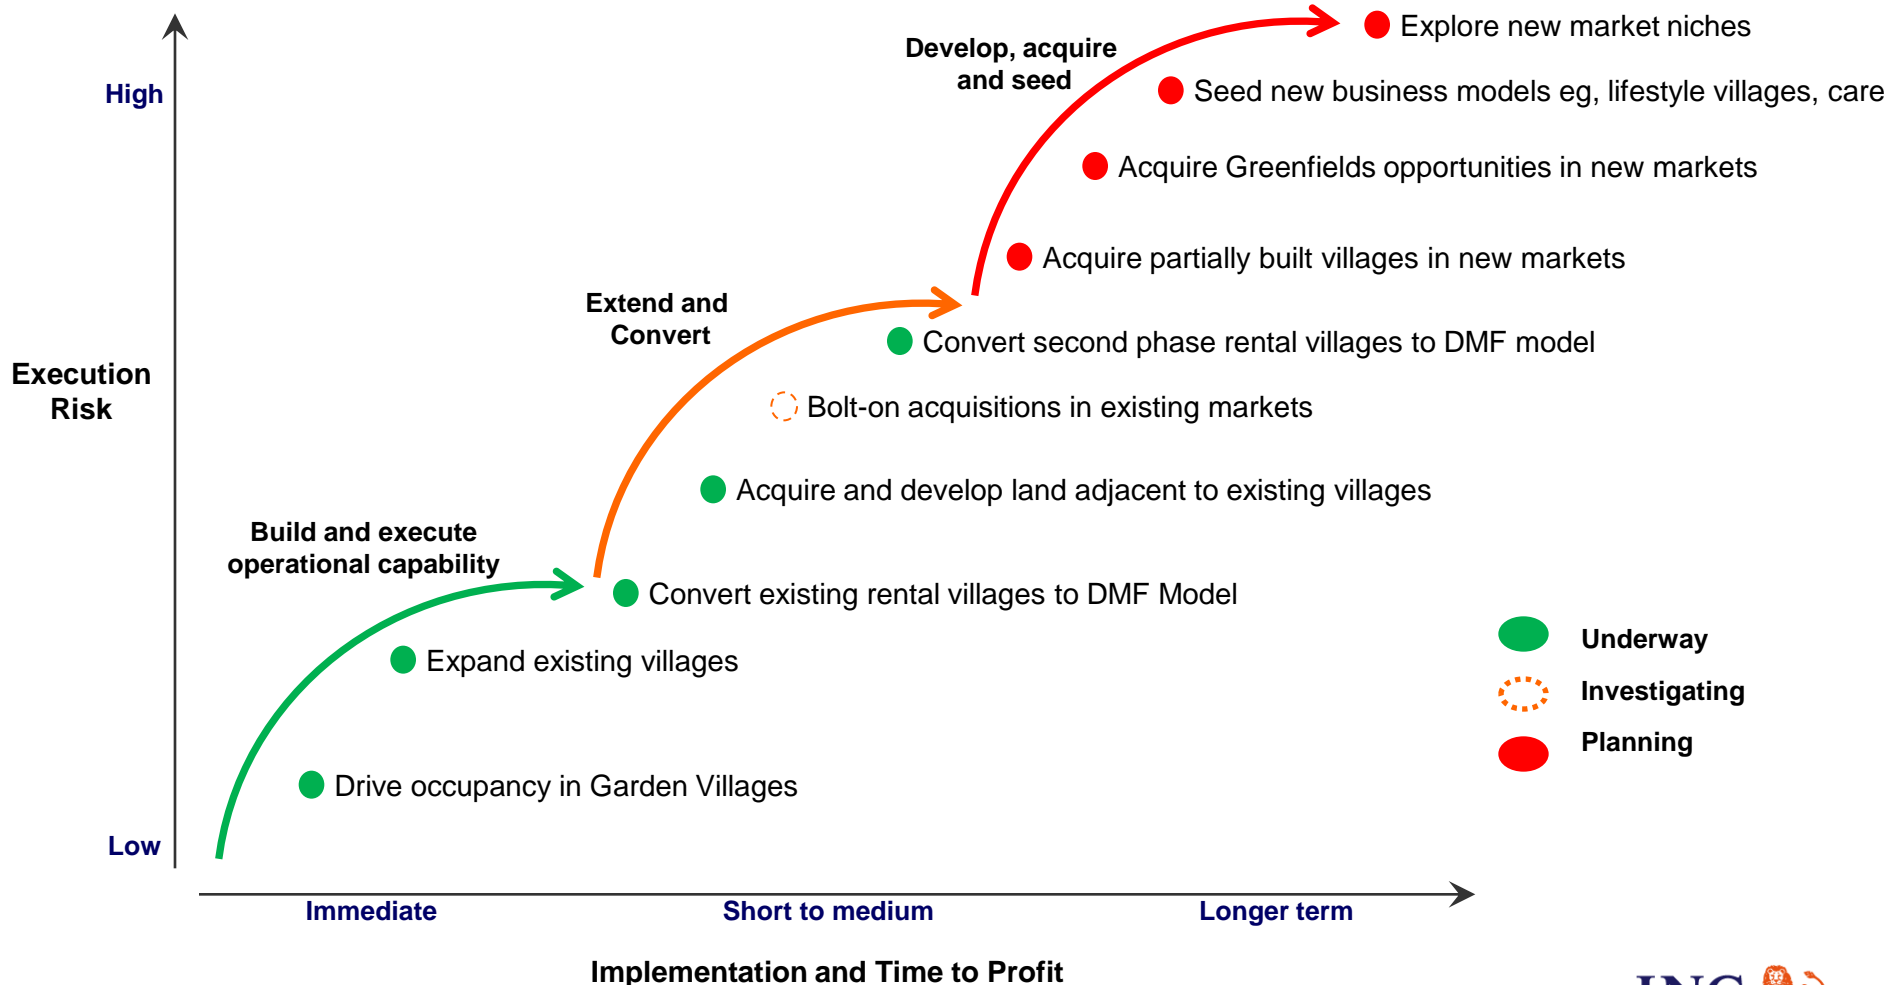 Explore new market niches
Develop, acquire
and seed
High
Seed new business models eg, lifestyle villages, care
Acquire Greenfields opportunities in new markets
Acquire partially built villages in new markets
Extend and
Convert
Convert second phase rental villages to DMF model
Execution
Risk
Bolt-on acquisitions in existing markets
Acquire and develop land adjacent to existing villages
Build and execute
operational capability
Convert existing rental villages to DMF Model
Underway
Expand existing villages
Investigating
Planning
Drive occupancy in Garden Villages
Low
Immediate
Short to medium
Longer term
Implementation and Time to Profit
ING